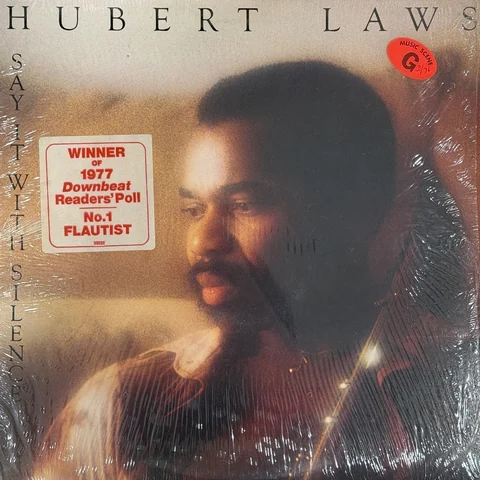 HUBERT LAWS
SAY IT WITH SILENCE
MUSIC SCENE
G
WINNER
OF
1977
Downbeat
Readers' Poll
No.1
FLAUTIST